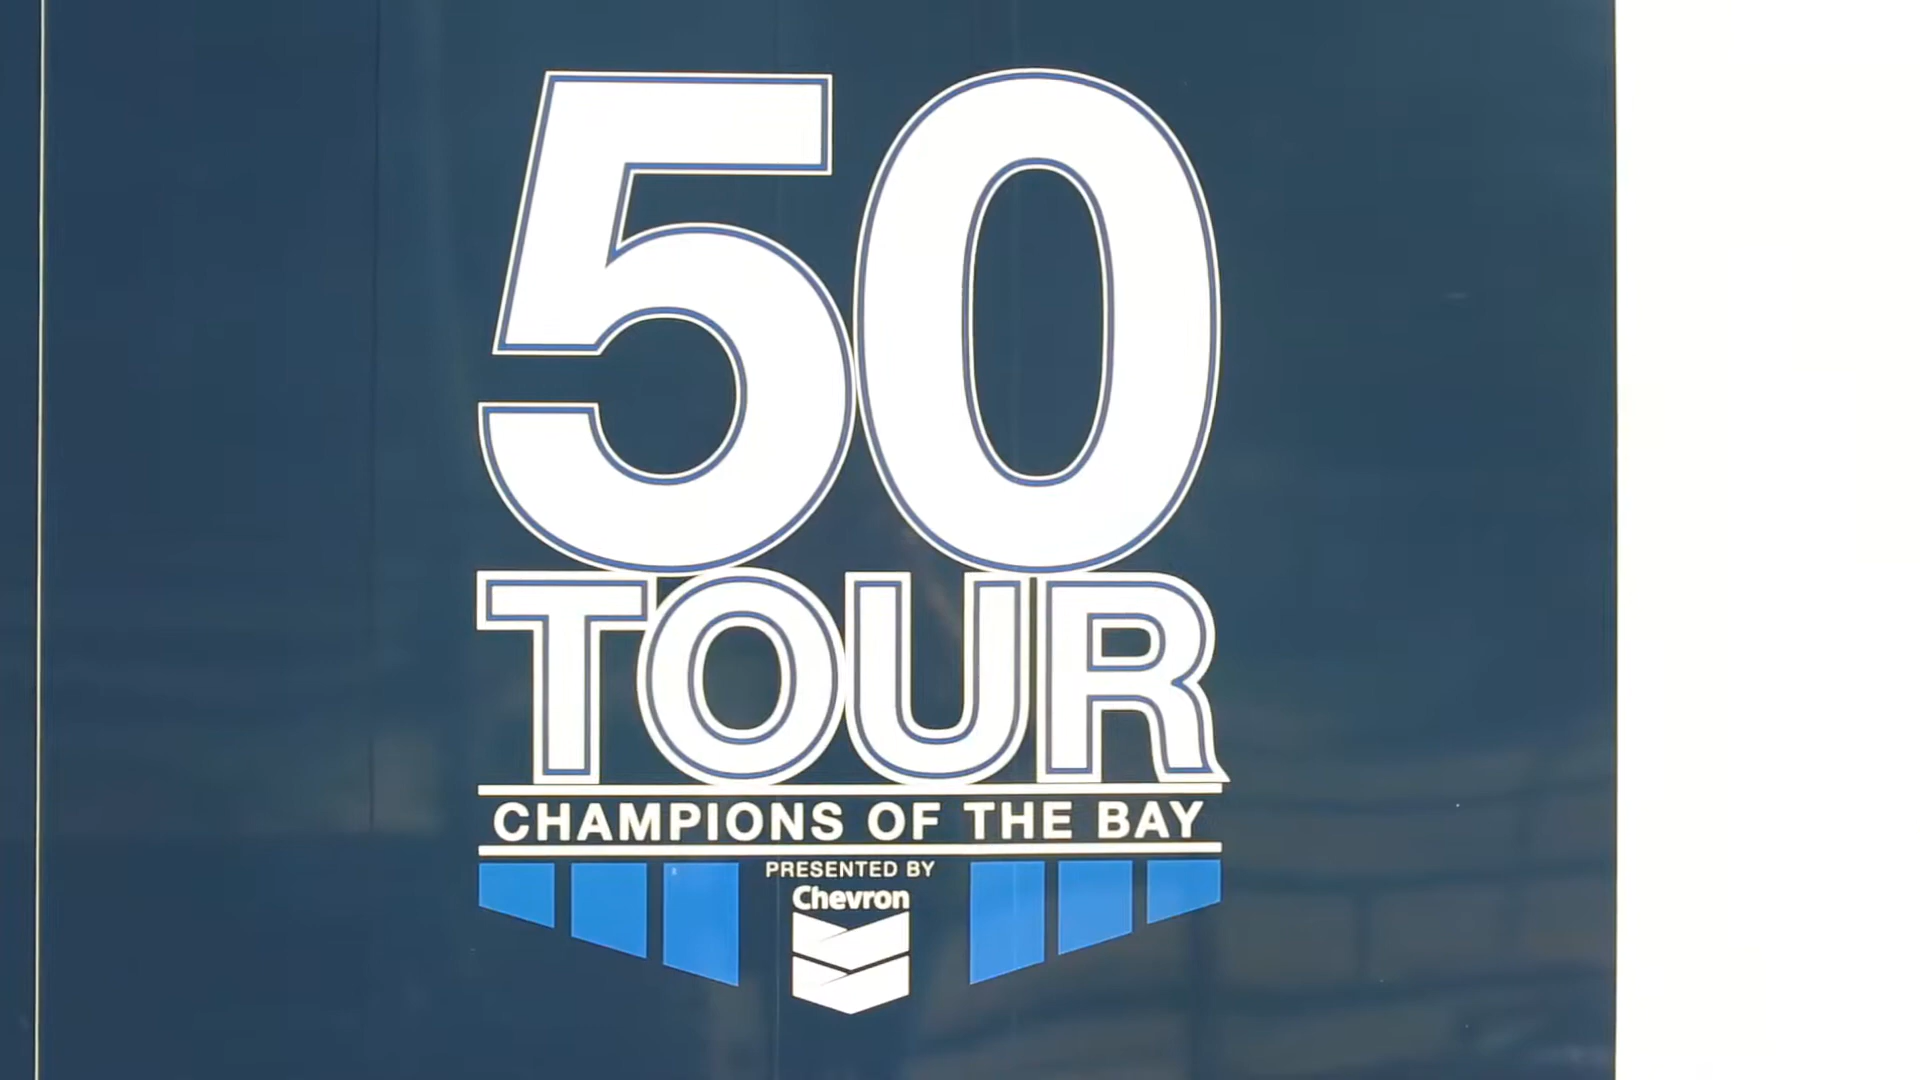 50
TOUR
CHAMPIONS OF THE BAY
PRESENTED BY
Chevron